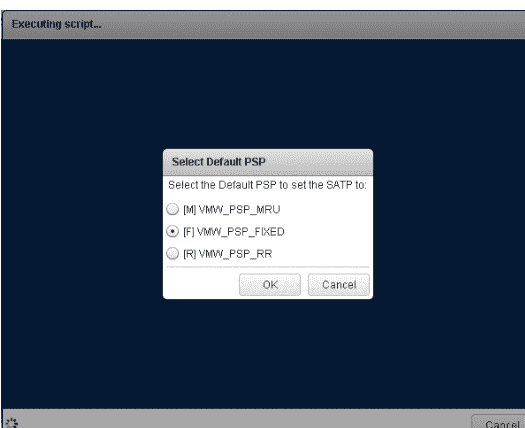 Executing script...
Select Default PSP
Select the Default PSP to set the SATP to:
[M] VMW_PSP_MRU
[F] VMW_PSP_FIXED
[R] VMW_PSP_RR
OK Cancel
Cancel